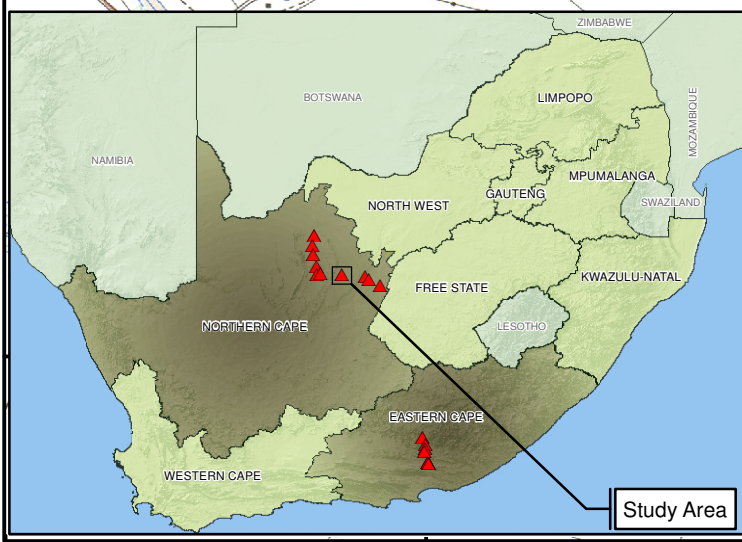 ZIMBABWE
BOTSWANA
LIMPOPO
MOZAMBIQUE
NAMIBIA
MPUMALANGA
GAUTENG
NORTH WEST
SWAZILAND
KWAZULU-NATAL
FREE STATE
NORTHERN CAPE
LESOTHO
EASTERN CAPE
WESTERN CAPE
Study Area